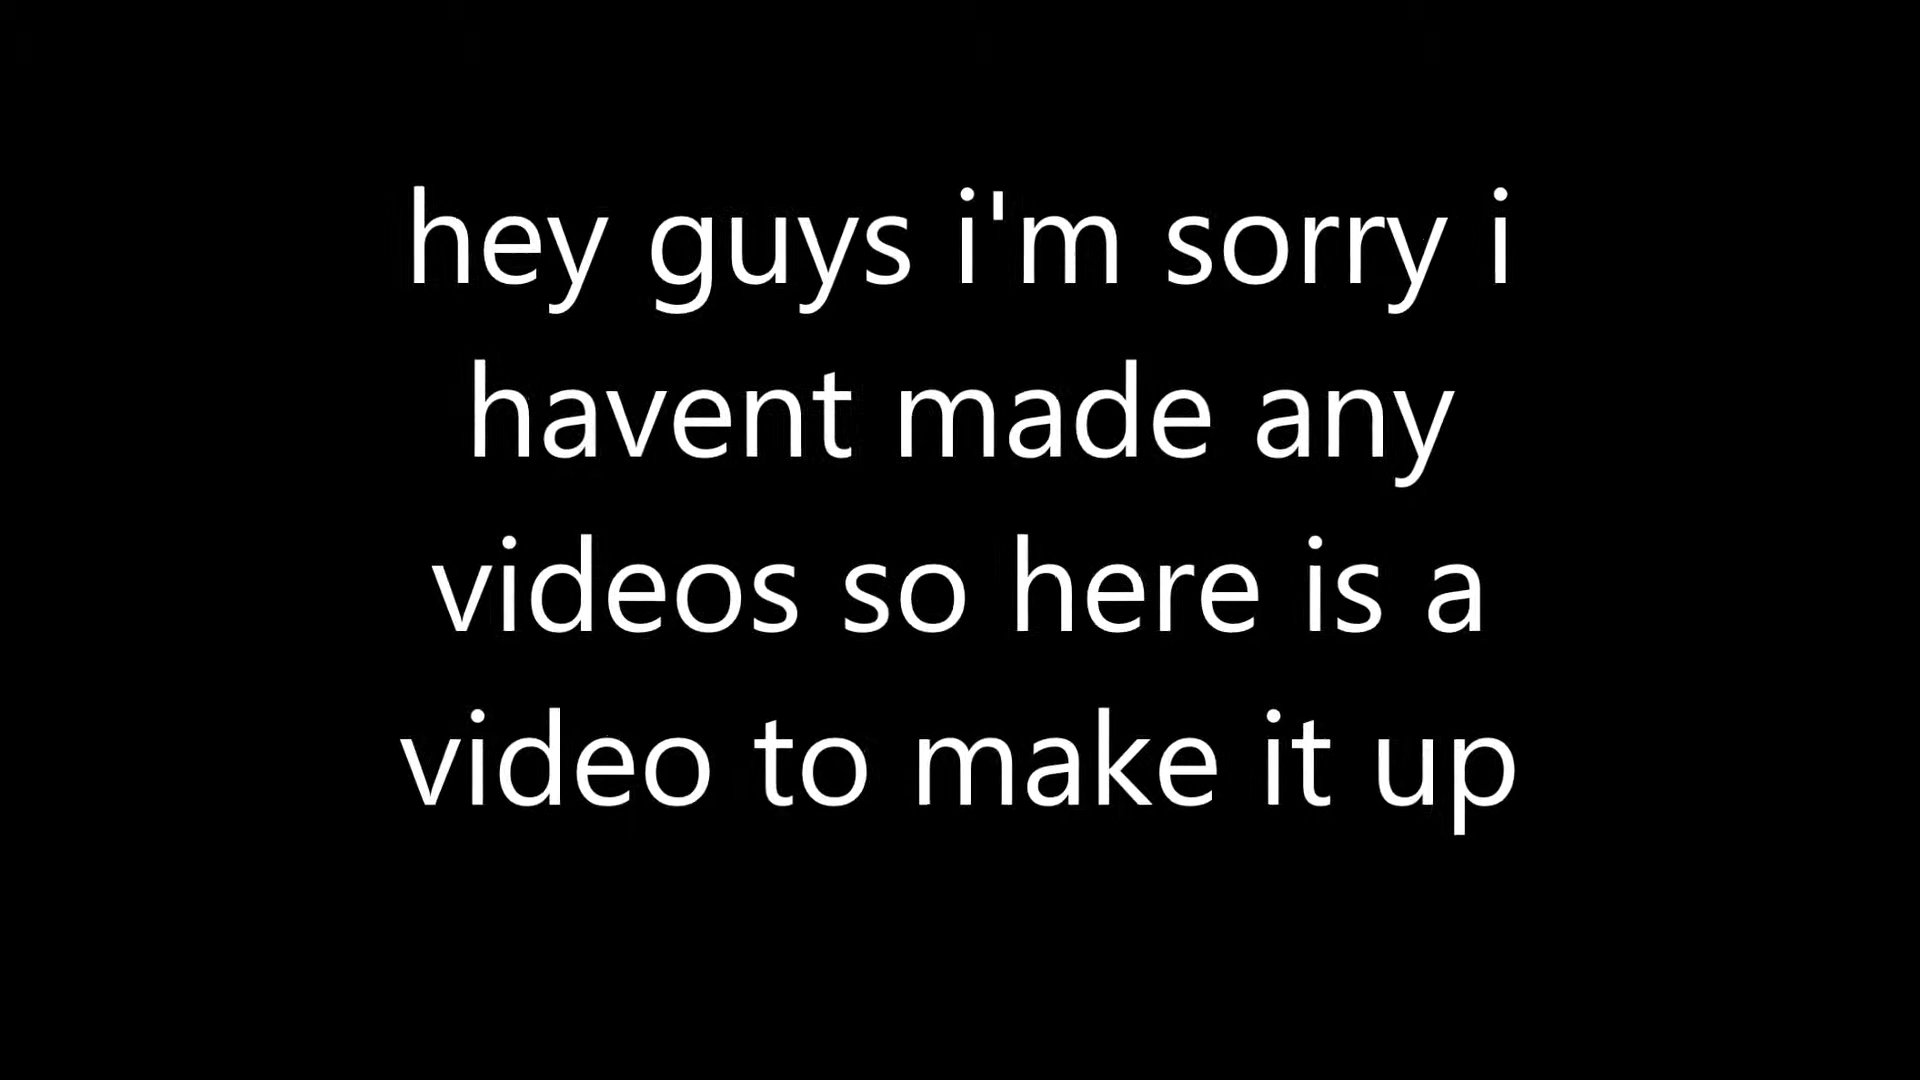 hey guys i'm sorry i
havent made any
videos so here is a
video to make it up